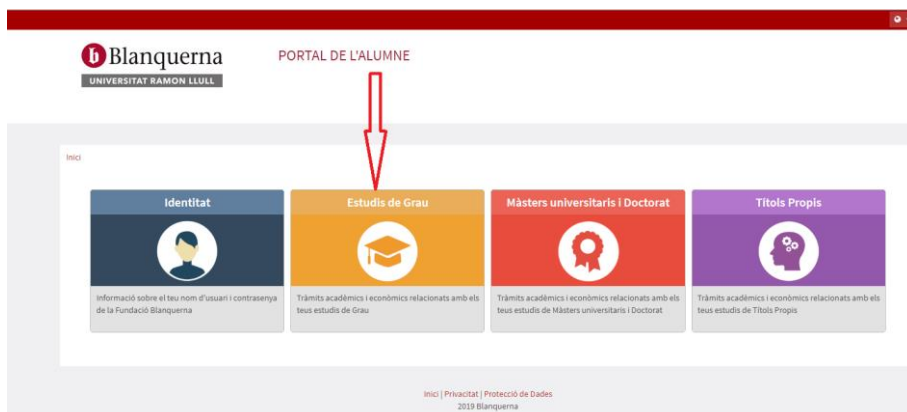 b Blanquerna
UNIVERSITAT RAMON LLULL
PORTAL DE L'ALUMNE
Inici
Identitat
Informació sobre el teu nom d'usuari i contrasenya
de la Fundació Blanquerna
Estudis de Grau
Tràmits acadèmics i econòmics relacionats amb els
teus estudis de Grau
Màsters universitaris i Doctorat
Tràmits acadèmics i econòmics relacionats amb els
teus estudis de Màsters universitaris i Doctorat
Títols Propis
Tràmits acadèmics i econòmics relacionats amb els
teus estudis de Títols Propis
Inici | Privacitat | Protecció de Dades
2019 Blanquerna